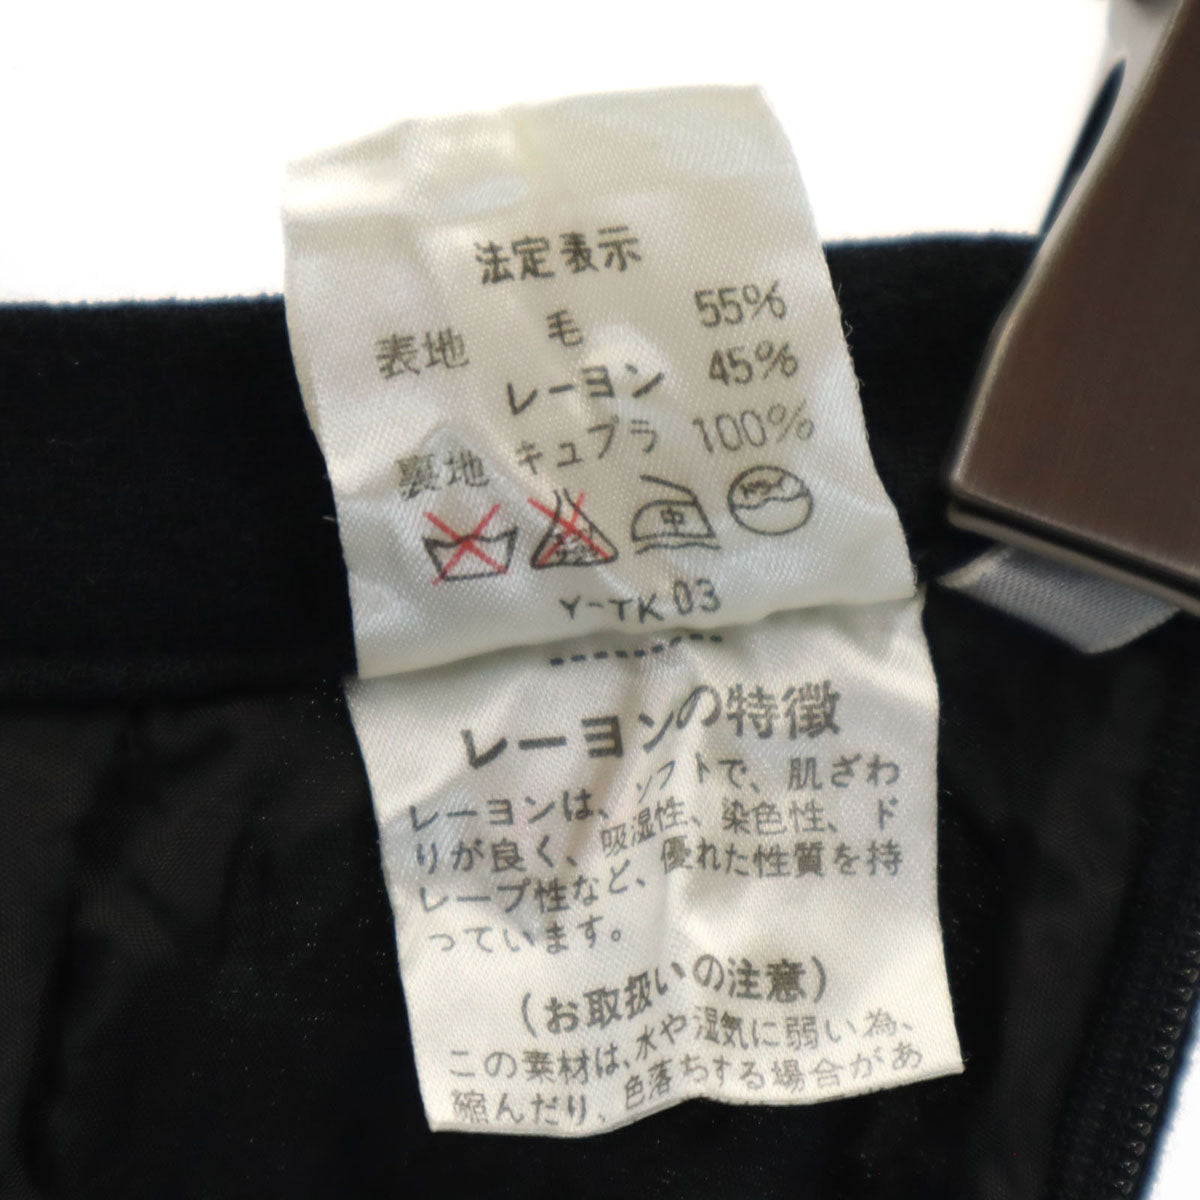 法定表示
表地 毛 55%
レーヨン 45%
裏地 キュプラ 100%
中
Y-TK 03
レーヨンの特徴
レーヨンは、ソフトで、肌ざわ
りが良く、吸湿性、染色性、ド
レープ性など、優れた性質を持
っています。
(お取扱いの注意)
この素材は、水や湿気に弱い為、
縮んだり、色落ちする場合があ